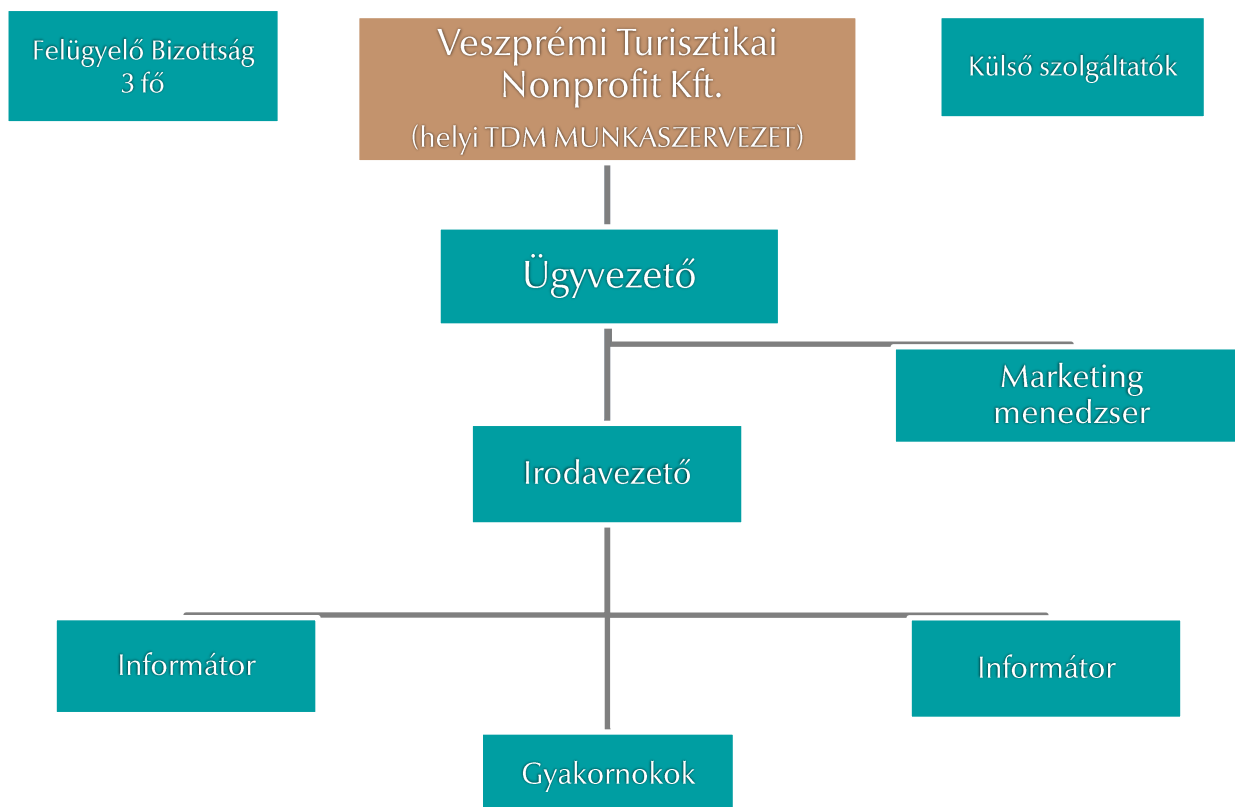 Felügyelő Bizottság
3 fő
Veszprémi Turisztikai
Nonprofit Kft.
(helyi TDM MUNKASZERVEZET)
Külső szolgáltatók
Ügyvezető
Marketing
menedzser
Irodavezető
Informátor
Informátor
Gyakornokok